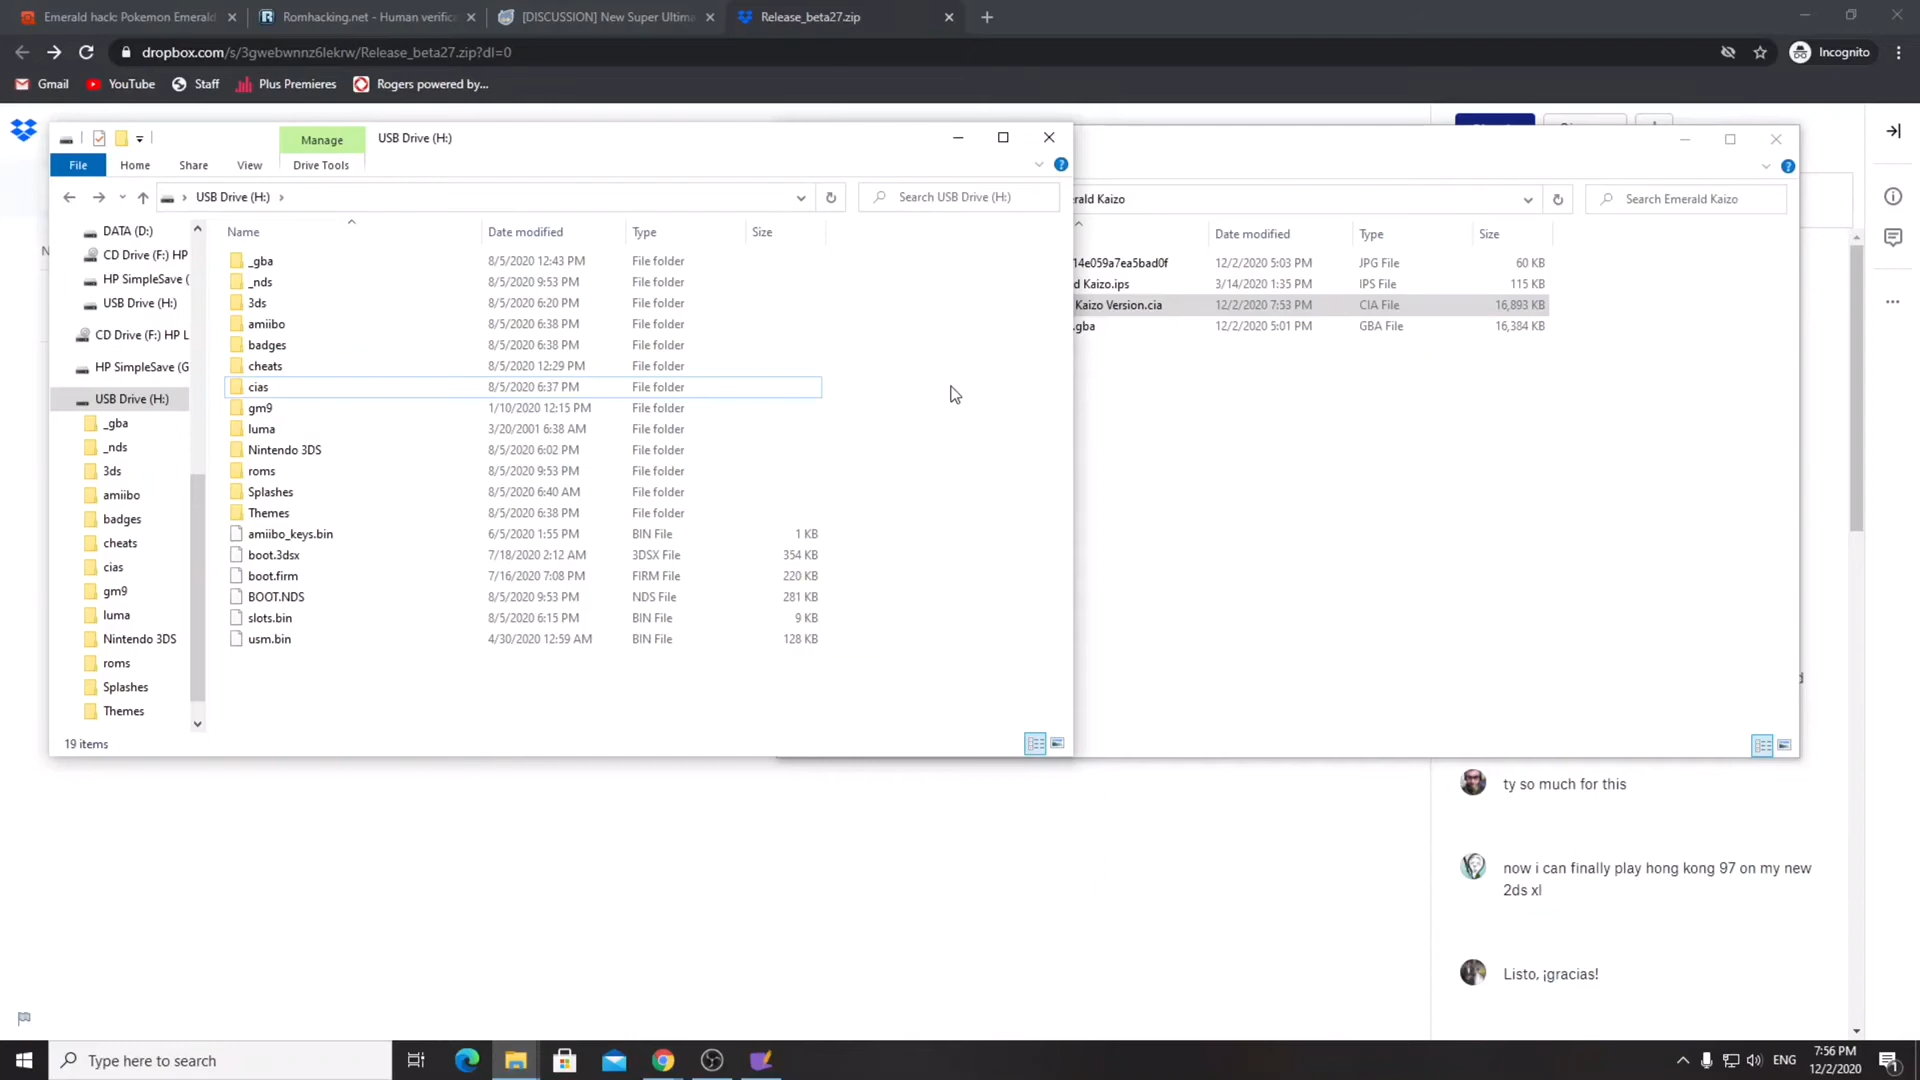 Emerald hack: Pokemon Emerald
Romhacking.net - Human verifica
[DISCUSSION] New Super Ultima
Release_beta27.zip
dropbox.com/s/3gwebwnnz6lekrw/Release_beta27.zip?dl=0
Incognito
Gmail
YouTube
Staff
Plus Premieres
Rogers powered by...
Manage
USB Drive (H:)
File
Home
Share
View
Drive Tools
USB Drive (H:)
Search USB Drive (H:)
erald Kaizo
Search Emerald Kaizo
DATA (D:)
CD Drive (F:) HP
HP SimpleSave (
USB Drive (H:)
CD Drive (F:) HP L
HP SimpleSave (G
USB Drive (H:)
_gba
_nds
3ds
amiibo
badges
cheats
cias
gm9
luma
Nintendo 3DS
roms
Splashes
Themes
Name Date modified Type Size
_gba 8/5/2020 12:43 PM File folder
_nds 8/5/2020 9:53 PM File folder
3ds 8/5/2020 6:20 PM File folder
amiibo 8/5/2020 6:38 PM File folder
badges 8/5/2020 6:38 PM File folder
cheats 8/5/2020 12:29 PM File folder
cias 8/5/2020 6:37 PM File folder
gm9 1/10/2020 12:15 PM File folder
luma 3/20/2001 6:38 AM File folder
Nintendo 3DS 8/5/2020 6:02 PM File folder
roms 8/5/2020 9:53 PM File folder
Splashes 8/5/2020 6:40 AM File folder
Themes 8/5/2020 6:38 PM File folder
amiibo_keys.bin 6/5/2020 1:55 PM BIN File 1 KB
boot.3dsx 7/18/2020 2:12 AM 3DSX File 354 KB
boot.firm 7/16/2020 7:08 PM FIRM File 220 KB
BOOT.NDS 8/5/2020 9:53 PM NDS File 281 KB
slots.bin 8/5/2020 6:15 PM BIN File 9 KB
usm.bin 4/30/2020 12:59 AM BIN File 128 KB
19 items
Date modified Type Size
14e059a7ea5bad0f 12/2/2020 5:03 PM JPG File 60 KB
d Kaizo.ips 3/14/2020 1:35 PM IPS File 115 KB
Kaizo Version.cia 12/2/2020 7:53 PM CIA File 16,893 KB
.gba 12/2/2020 5:01 PM GBA File 16,384 KB
ty so much for this
now i can finally play hong kong 97 on my new
2ds xl
Listo, ¡gracias!
Type here to search
ENG
7:56 PM
12/2/2020
1